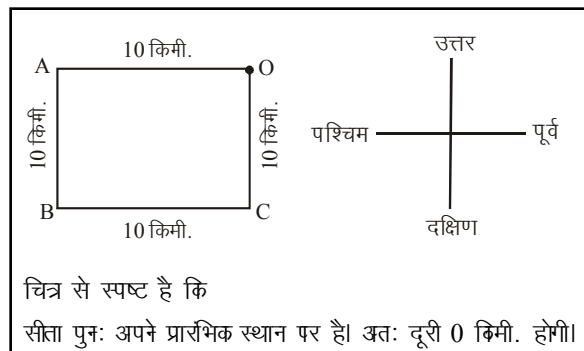 10 किमी.
A
O
10 किमी.
10 किमी.
B
C
10 किमी.
उत्तर
पश्चिम
पूर्व
दक्षिण
चित्र से स्पष्ट है कि
सीता पुनः अपने प्रारंभिक स्थान पर है। अतः दूरी 0 किमी. होगी।